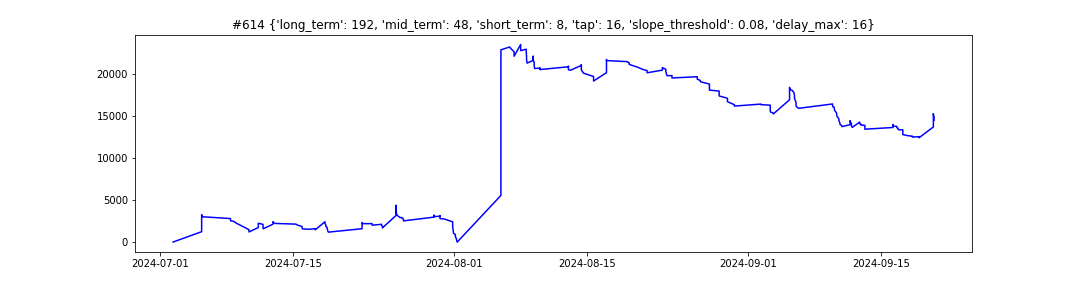 #614 {'long_term': 192, 'mid_term': 48, 'short_term': 8, 'tap': 16, 'slope_threshold': 0.08, 'delay_max': 16}
20000
15000
10000
5000
0
2024-07-01 2024-07-15 2024-08-01 2024-08-15 2024-09-01 2024-09-15